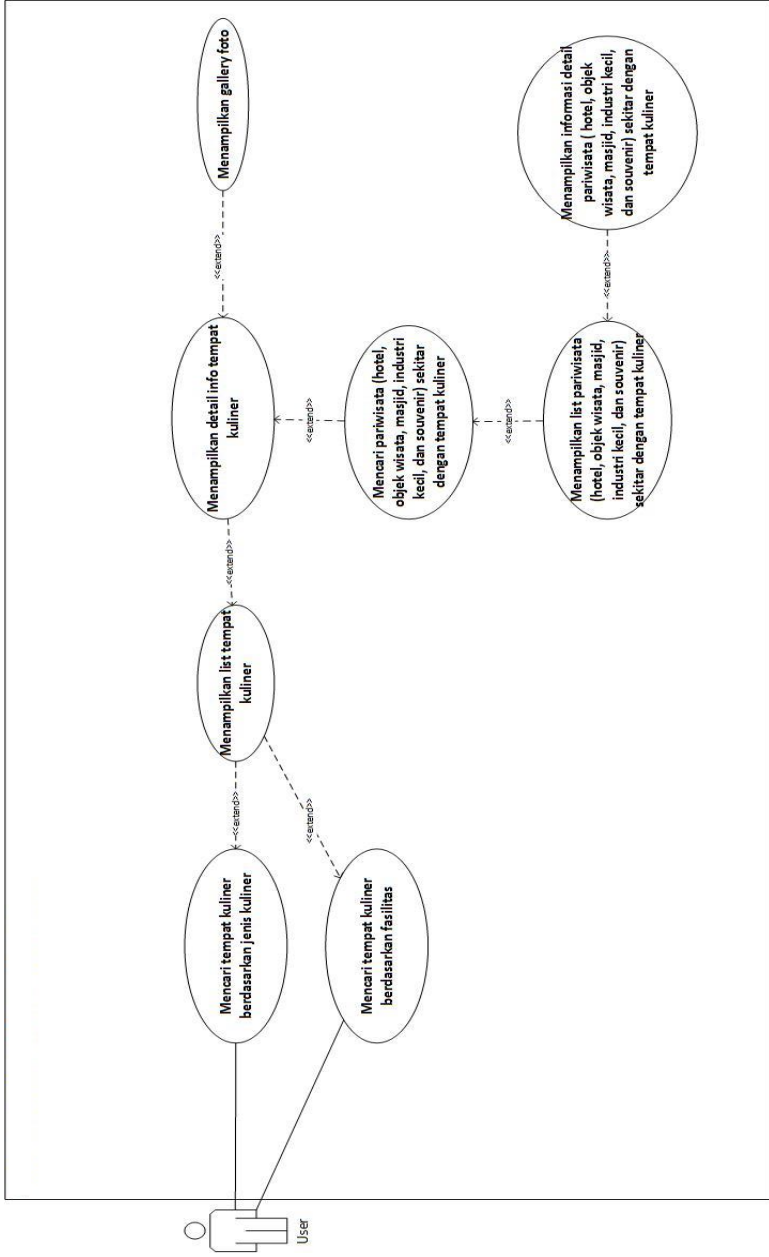 User
Mencari tempat kuliner
berdasarkan jenis kuliner
Mencari tempat kuliner
berdasarkan fasilitas
<<extend>>
<<extend>>
Menampilkan list tempat
kuliner
<<extend>>
Menampilkan detail info tempat
kuliner
<<extend>>
Menampilkan gallery foto
<<extend>>
Mencari pariwisata (hotel,
objek wisata, masjid, industri
kecil, dan souvenir) sekitar
dengan tempat kuliner
<<extend>>
Menampilkan list pariwisata
(hotel, objek wisata, masjid,
industri kecil, dan souvenir)
sekitar dengan tempat kuliner
<<extend>>
Menampilkan informasi detail
pariwisata ( hotel, objek
wisata, masjid, industri kecil,
dan souvenir) sekitar dengan
tempat kuliner